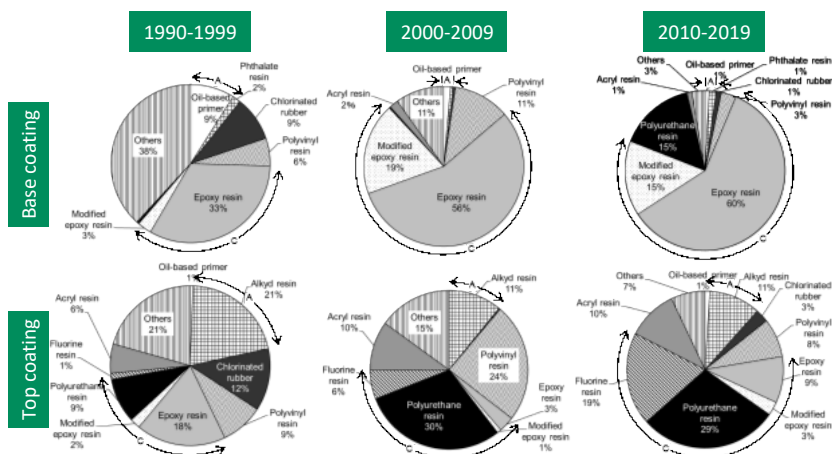 1990-1999
2000-2009
2010-2019
Base coating
A
Phthalate
resin
2%
Oil-based
primer
9%
Chlorinated
rubber
9%
Polyvinyl
resin
6%
Others
38%
Epoxy resin
33%
Modified
epoxy resin
3%
C
Oil-based primer
A
Polyvinyl
resin
11%
Acryl resin
2%
Others
11%
Modified
epoxy resin
19%
Epoxy resin
56%
C
Others
3%
Oil-based primer
1%
A
Phthalate resin
1%
Chlorinated rubber
1%
Polyvinyl resin
3%
Acryl resin
1%
Polyurethane
resin
15%
Modified
epoxy resin
15%
Epoxy resin
60%
C
Top coating
Oil-based primer
1%
Alkyd resin
21%
A
Acryl resin
6%
Others
21%
Fluorine resin
1%
Chlorinated
rubber
12%
Polyurethane
resin
9%
Epoxy resin
18%
Polyvinyl
resin
9%
Modified
epoxy resin
2%
C
Alkyd resin
11%
A
Acryl resin
10%
Others
15%
Polyvinyl
resin
24%
Fluorine resin
6%
Epoxy
resin
3%
Polyurethane
resin
30%
Modified
epoxy resin
1%
C
Others
7%
Oil-based primer
1%
A
Alkyd resin
11%
Chlorinated
rubber
3%
Acryl resin
10%
Polyvinyl
resin
8%
Epoxy
resin
9%
Fluorine resin
19%
Polyurethane
resin
29%
Modified
epoxy resin
3%
C